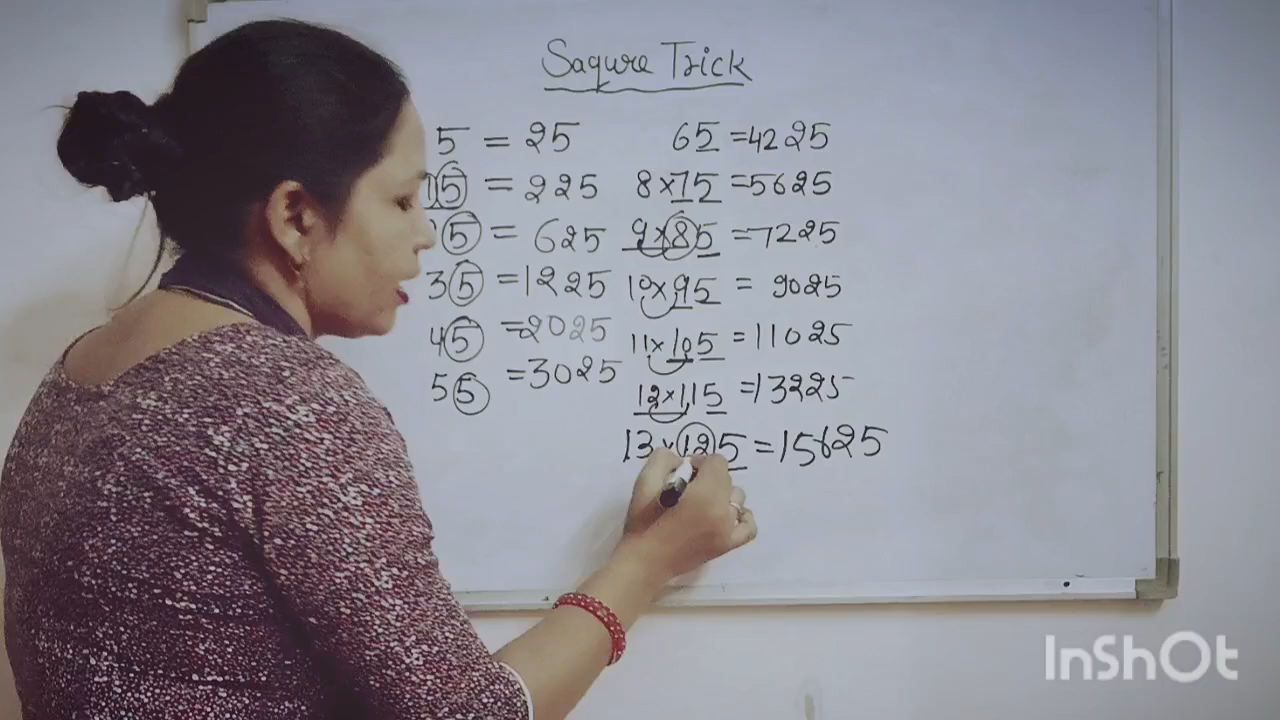 Saqure Trick
5 = 25
5 = 225
5 = 625
35 = 1225
45 = 2025
55 = 3025
65 = 4225
8 × 75 = 5625
9 × 85 = 7225
10 × 95 = 9025
11 × 105 = 11025
12 × 115 = 13225
13 × 125 = 15625
InShOt